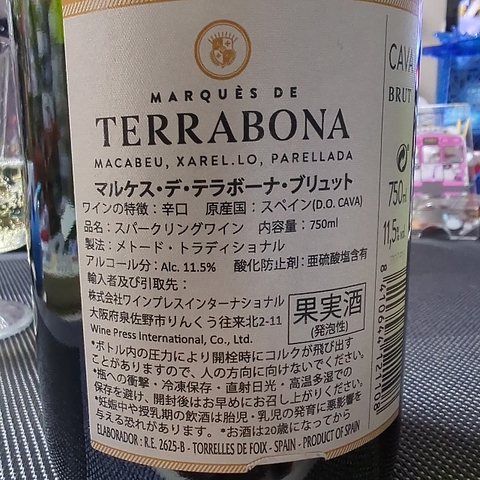 MARQUÈS DE
TERRABONA
MACABEU, XAREL.LO, PARELLADA
マルケス・デ・テラボーナ・ブリュット
ワインの特徴：辛口 原産国：スペイン(D.O. CAVA)
品名：スパークリングワイン 内容量：750ml
製法：メトード・トラディショナル
アルコール分：Alc. 11.5% 酸化防止剤：亜硫酸塩含有
輸入者及び引取先：
株式会社ワインプレスインターナショナル
大阪府泉佐野市りんくう往来北2-11
Wine Press International, Co., Ltd.
果実酒
(発泡性)
*ボトル内の圧力により開栓時にコルクが飛び出す
ことがありますので、人の方向に向けないでください。
*瓶への衝撃・冷凍保存・直射日光・高温多湿での
保存を避け、開封後はお早めにお召し上がりください。
*妊娠中や授乳期の飲酒は胎児・乳児の発育に悪影響を
与える恐れがあります。 *お酒は20歳になってから
ELABORADOR : R.E. 2625-B - TORRELLES DE FOIX - SPAIN - PRODUCT OF SPAIN
CAVA
BRUT
750ml
11,5%
8410644121108